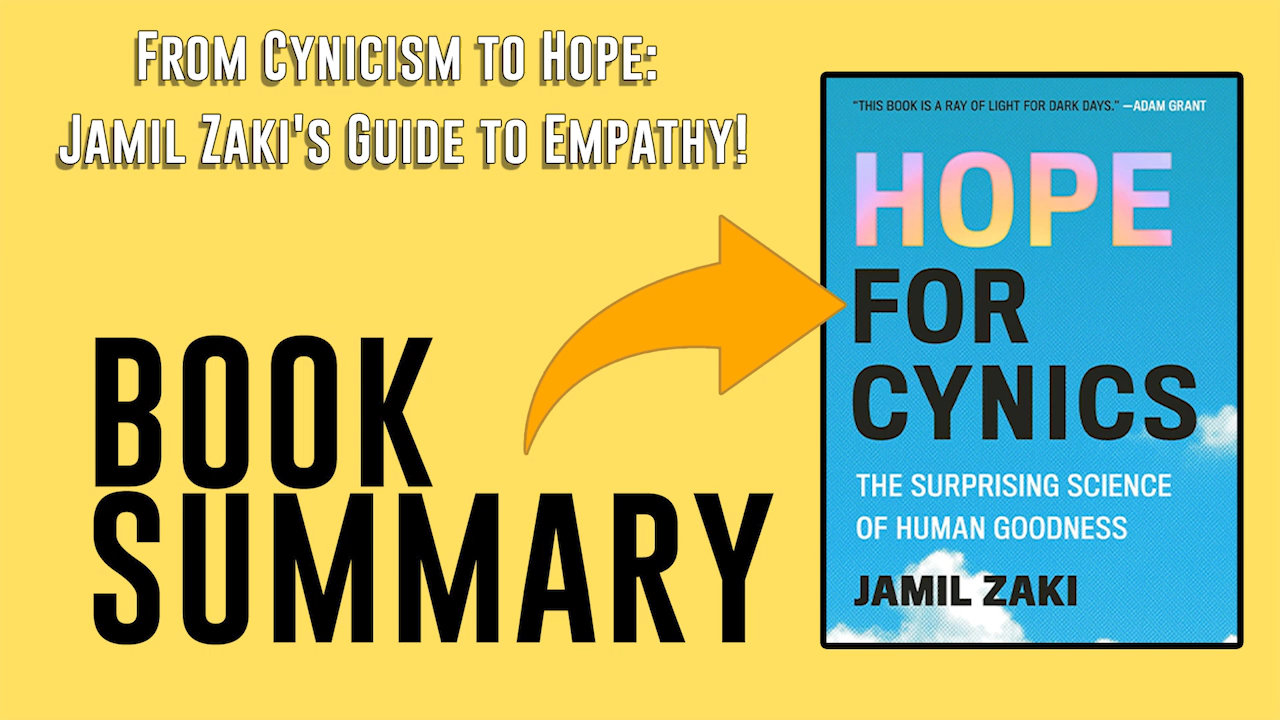 From Cynicism to Hope:
Jamil Zaki's Guide to Empathy!
BOOK
SUMMARY
"THIS BOOK IS A RAY OF LIGHT FOR DARK DAYS." —ADAM GRANT
HOPE
FOR
CYNICS
THE SURPRISING SCIENCE
OF HUMAN GOODNESS
JAMIL ZAKI